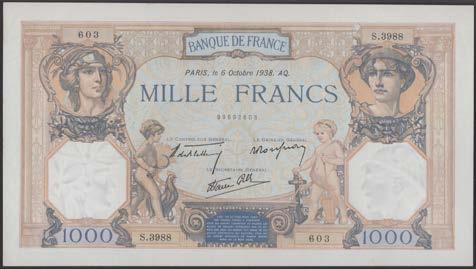 603 BANQUE DE FRANCE S.3988
PARIS, le 6 Octobre 1938. AQ.
MILLE FRANCS
99692603
LE CONTRÔLEUR GÉNÉRAL LE CAISSIER GÉNÉRAL
LE SECRÉTAIRE GÉNÉRAL
1000 S.3988 603 1000